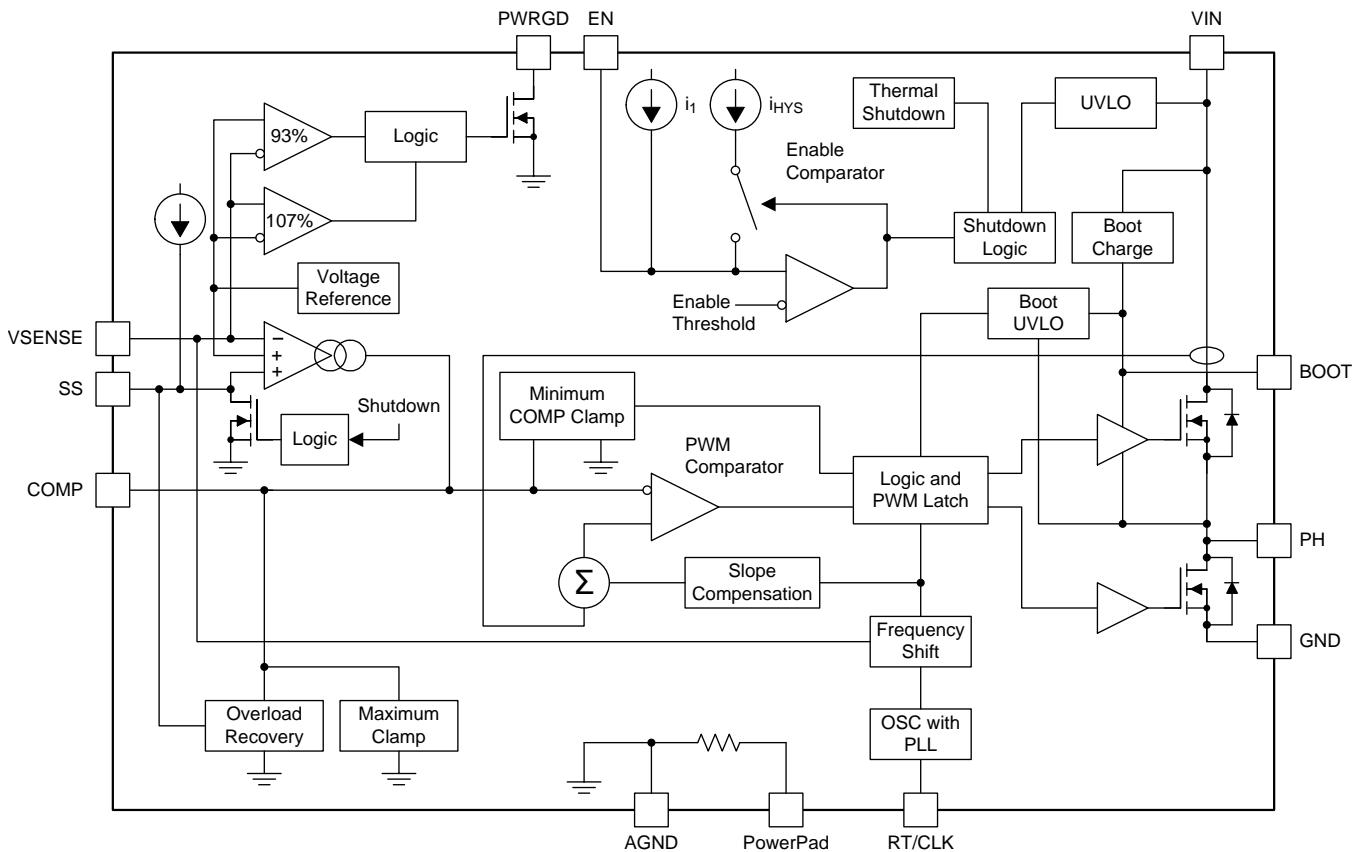 PWRGD
EN
VIN
i1
iHYS
Thermal
Shutdown
UVLO
93%
Logic
Enable
Comparator
107%
Shutdown
Logic
Boot
Charge
Voltage
Reference
Enable
Threshold
Boot
UVLO
VSENSE
−
+
+
SS
BOOT
Shutdown
Minimum
COMP Clamp
Logic
PWM
Comparator
COMP
Logic and
PWM Latch
PH
Σ
Slope
Compensation
Frequency
Shift
GND
Overload
Recovery
Maximum
Clamp
OSC with
PLL
AGND
PowerPad
RT/CLK